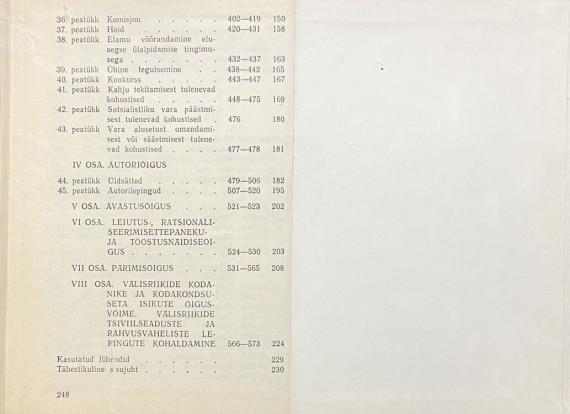 36. peatükk Komisjon . . . . . 402—419 150
37. peatükk Hoid . . . . . . 420—431 158
38. peatükk Elamu võõrandamine elu-
aegse ülalpidamise tingimu-
sega . . . . . . . 432—437 163
39. peatükk Ühine tegutsemine . . 438—442 165
40. peatükk Konkurss . . . . . 443—447 167
41. peatükk Kahju tekitamisest tulenevad
kohustised . . . . . 448—475 169
42. peatükk Sotsialistliku vara päästmi-
sest tulenevad kohustised . 476 180
43. peatükk Vara alusetust omandami-
sest või säästmisest tulene-
vad kohustised . . . . 477—478 181
IV OSA. AUTORIÕIGUS
44. peatükk Üldsätted . . . . . 479—506 182
45. peatükk Autorilepingud . . . . 507—520 195
V OSA. AVASTUSÕIGUS . . . 521—523 202
VI OSA. LEIUTUS-, RATSIONALI-
SEERIMISETTEPANEKU-
JA TÖÖSTUSNÄIDISEÕI-
GUS . . . . . . . 524—530 203
VII OSA. PÄRIMISÕIGUS . . . 531—565 208
VIII OSA. VÄLISRIIKIDE KODA-
NIKE JA KODAKONDSU-
SETA ISIKUTE ÕIGUS-
VÕIME. VÄLISRIIKIDE
TSIVIILSEADUSTE JA
RAHVUSVAHELISTE LE-
PINGUTE KOHALDAMINE 566—573 224
Kasutatud lühendid . . . . . . 229
Tähestikuline s sujuht . . . . . . 230
248